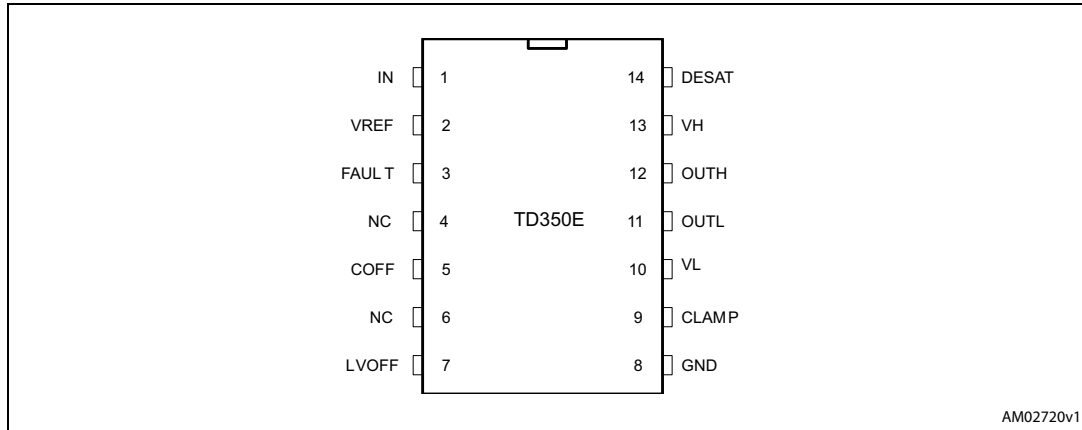 IN 1 14 DESAT
VREF 2 13 VH
FAULT 3 12 OUTH
NC 4 TD350E 11 OUTL
COFF 5 10 VL
NC 6 9 CLAMP
LVOFF 7 8 GND
AM02720v1